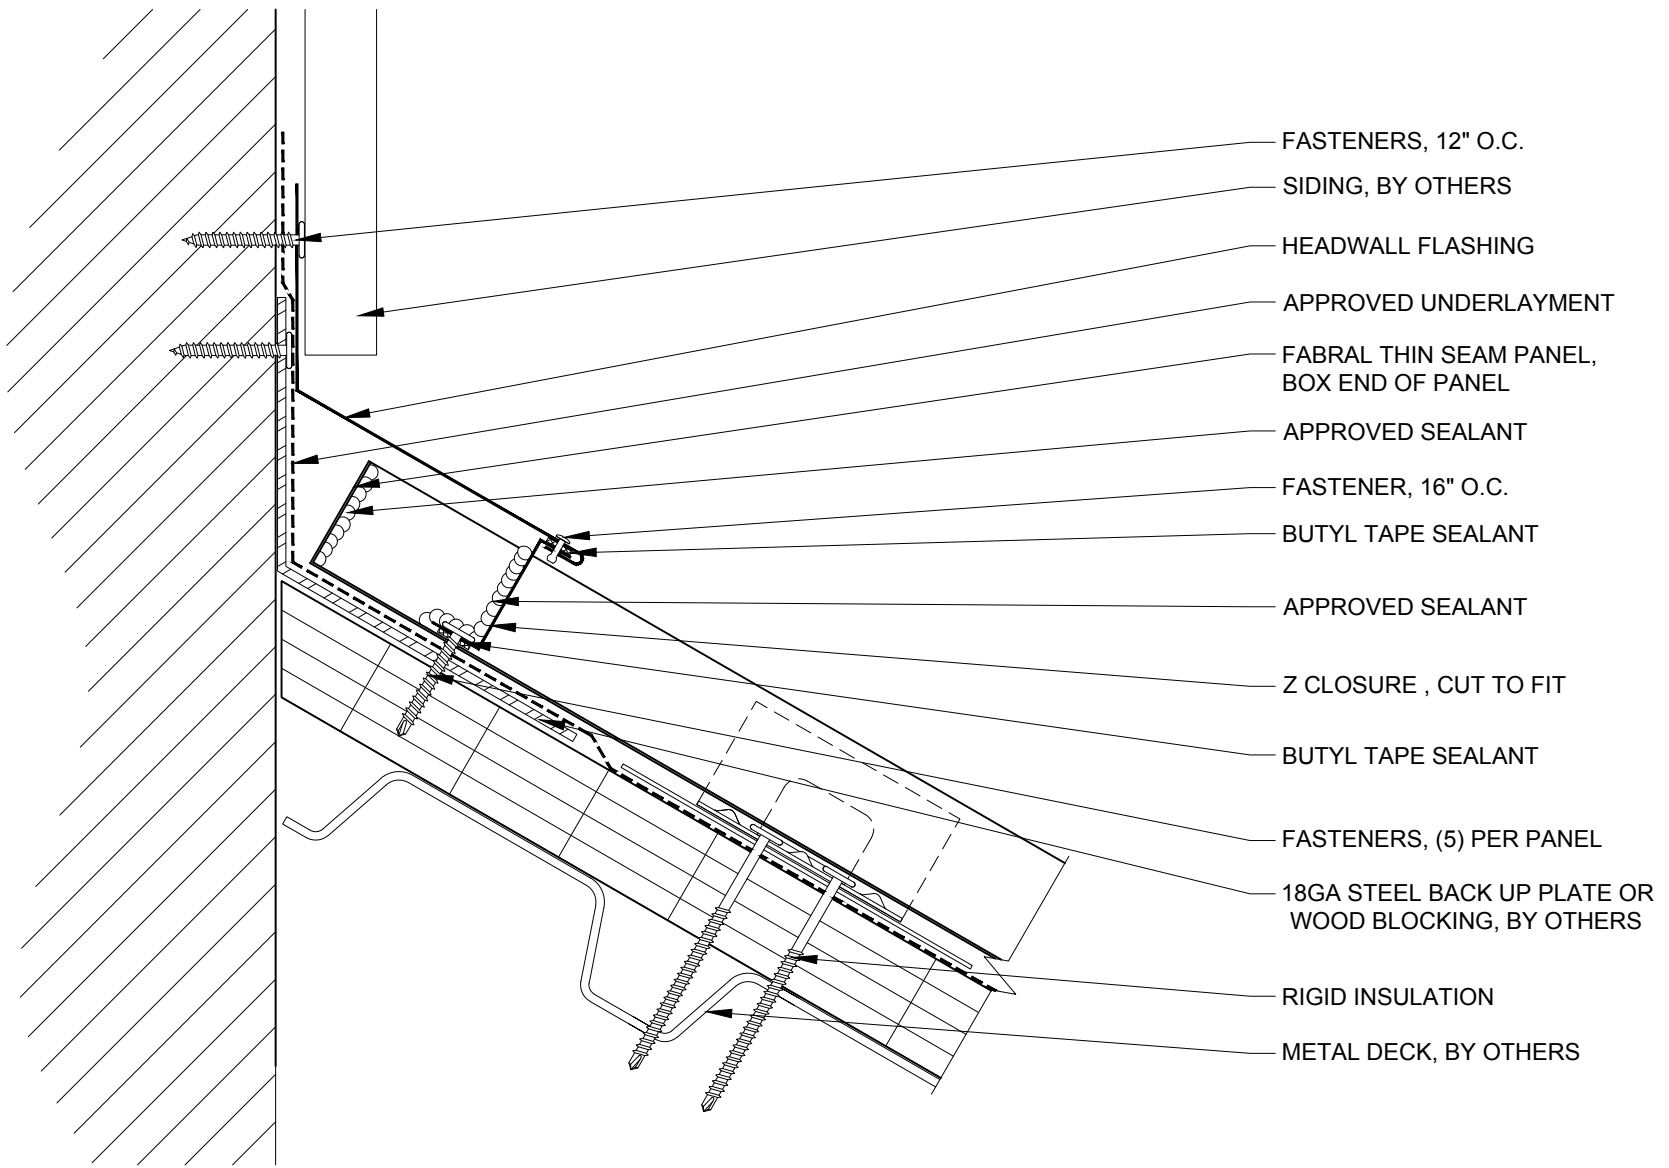 FASTENERS, 12" O.C.
SIDING, BY OTHERS
HEADWALL FLASHING
APPROVED UNDERLAYMENT
FABRAL THIN SEAM PANEL,
BOX END OF PANEL
APPROVED SEALANT
FASTENER, 16" O.C.
BUTYL TAPE SEALANT
APPROVED SEALANT
Z CLOSURE , CUT TO FIT
BUTYL TAPE SEALANT
FASTENERS, (5) PER PANEL
18GA STEEL BACK UP PLATE OR
WOOD BLOCKING, BY OTHERS
RIGID INSULATION
METAL DECK, BY OTHERS